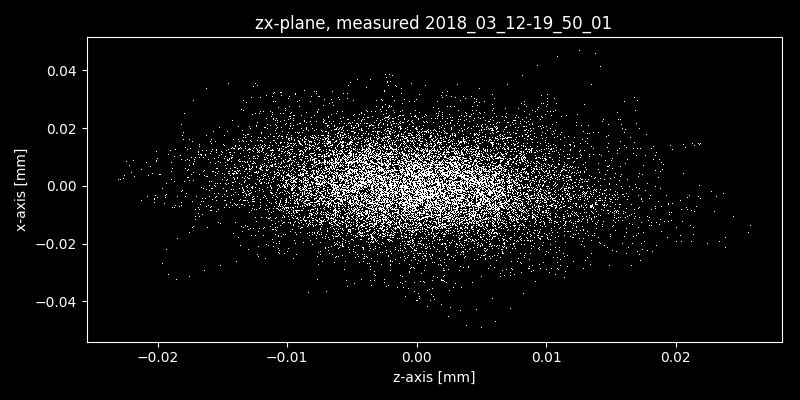 zx-plane, measured 2018_03_12-19_50_01
0.04
0.02
0.00
−0.02
−0.04
x-axis [mm]
−0.02 −0.01 0.00 0.01 0.02
z-axis [mm]